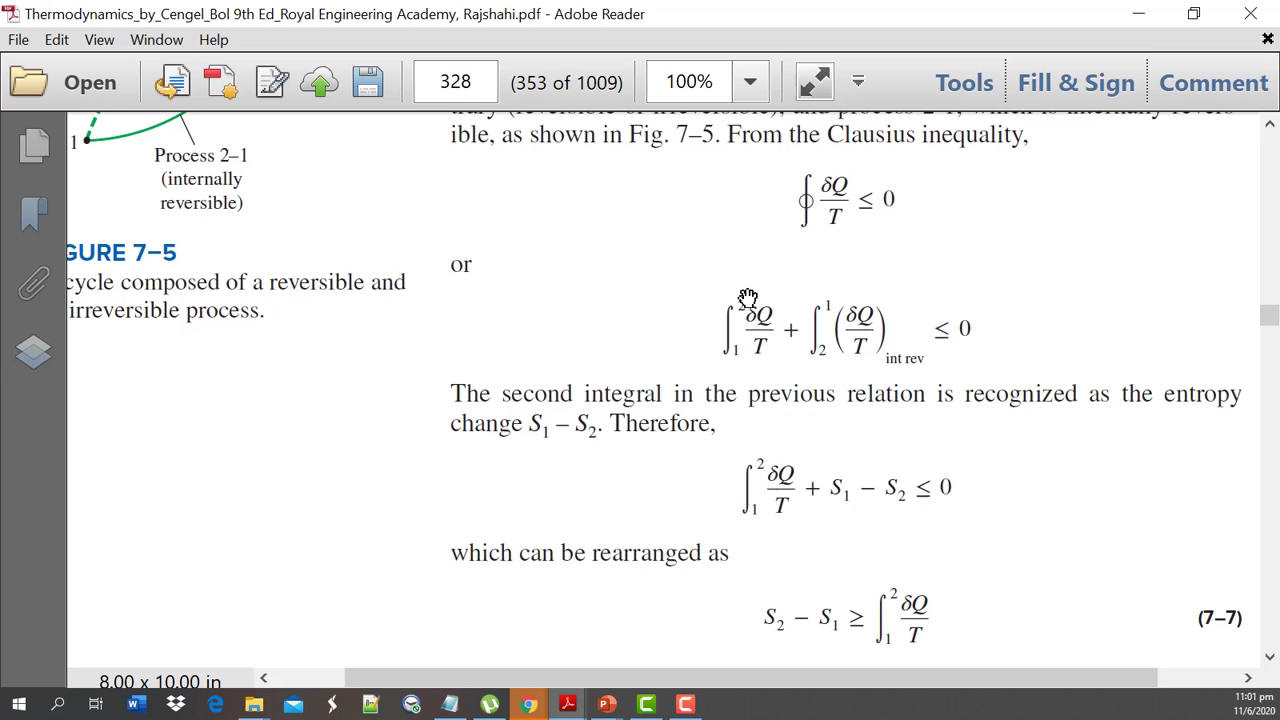 Thermodynamics_by_Cengel_Bol 9th Ed_Royal Engineering Academy, Rajshahi.pdf - Adobe Reader
File Edit View Window Help
Open 328 (353 of 1009) 100% Tools Fill & Sign Comment
ible, as shown in Fig. 7–5. From the Clausius inequality,
1
Process 2–1
(internally
reversible)
∮ δQ/T ≤ 0
GURE 7–5
cycle composed of a reversible and
irreversible process.
or
∫₁² δQ/T + ∫₂¹ (δQ/T)int rev ≤ 0
The second integral in the previous relation is recognized as the entropy
change S₁ – S₂. Therefore,
∫₁² δQ/T + S₁ − S₂ ≤ 0
which can be rearranged as
S₂ − S₁ ≥ ∫₁² δQ/T (7–7)
8.00 x 10.00 in
11:01 pm
11/6/2020